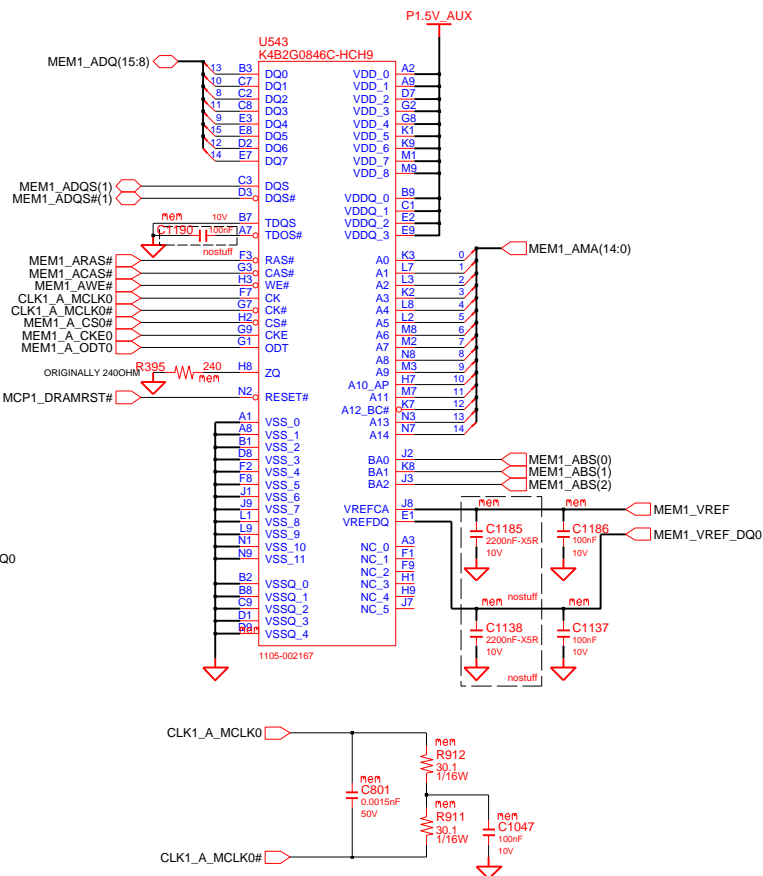 P1.5V_AUX
U543
K4B2G0846C-HCH9
MEM1_ADQ(15:8)
13 B3 DQ0 VDD_0 A2
10 C7 DQ1 VDD_1 A9
8 C2 DQ2 VDD_2 D7
11 C8 DQ3 VDD_3 G2
9 E3 DQ4 VDD_4 G8
15 E8 DQ5 VDD_5 K1
12 D2 DQ6 VDD_6 K9
14 E7 DQ7 VDD_7 M1
VDD_8 M9
MEM1_ADQS(1) C3 DQS
MEM1_ADQS#(1) D3 DQS#
VDDQ_0 B9
VDDQ_1 C1
VDDQ_2 E2
VDDQ_3 E9
mem 10V B7 TDQS
C1190 100nF A7 TDOS#
nostuff
MEM1_AMA(14:0)
MEM1_ARAS# F3 RAS# A0 K3 0
MEM1_ACAS# G3 CAS# A1 L7 1
MEM1_AWE# H3 WE# A2 L3 2
CLK1_A_MCLK0 F7 CK A3 K2 3
CLK1_A_MCLK0# G7 CK# A4 L8 4
MEM1_A_CS0# H2 CS# A5 L2 5
MEM1_A_CKE0 G9 CKE A6 M8 6
MEM1_A_ODT0 G1 ODT A7 M2 7
A8 N8 8
ORIGINALLY 240OHM R395 240 mem H8 ZQ A9 M3 9
A10_AP H7 10
MCP1_DRAMRST# N2 RESET# A11 M7 11
A12_BC# K7 12
A13 N3 13
A14 N7 14
A1 VSS_0
A8 VSS_1
B1 VSS_2
D8 VSS_3
F2 VSS_4
F8 VSS_5
J1 VSS_6
J9 VSS_7
L1 VSS_8
L9 VSS_9
N1 VSS_10
N9 VSS_11
BA0 J2 MEM1_ABS(0)
BA1 K8 MEM1_ABS(1)
BA2 J3 MEM1_ABS(2)
VREFCA J8 MEM1_VREF
VREFDQ E1 MEM1_VREF_DQ0
mem C1185 2200nF-X5R 10V nostuff
mem C1186 100nF 10V
NC_0 A3
NC_1 F1
NC_2 F9
NC_3 H1
NC_4 H9
NC_5 J7
Q0
B2 VSSQ_0
B8 VSSQ_1
C9 VSSQ_2
D1 VSSQ_3
D9 VSSQ_4
mem
mem C1138 2200nF-X5R 10V nostuff
mem C1137 100nF 10V
1105-002167
CLK1_A_MCLK0
mem R912 30.1 1/16W
mem C801 0.0015nF 50V
mem R911 30.1 1/16W
mem C1047 100nF 10V
CLK1_A_MCLK0#